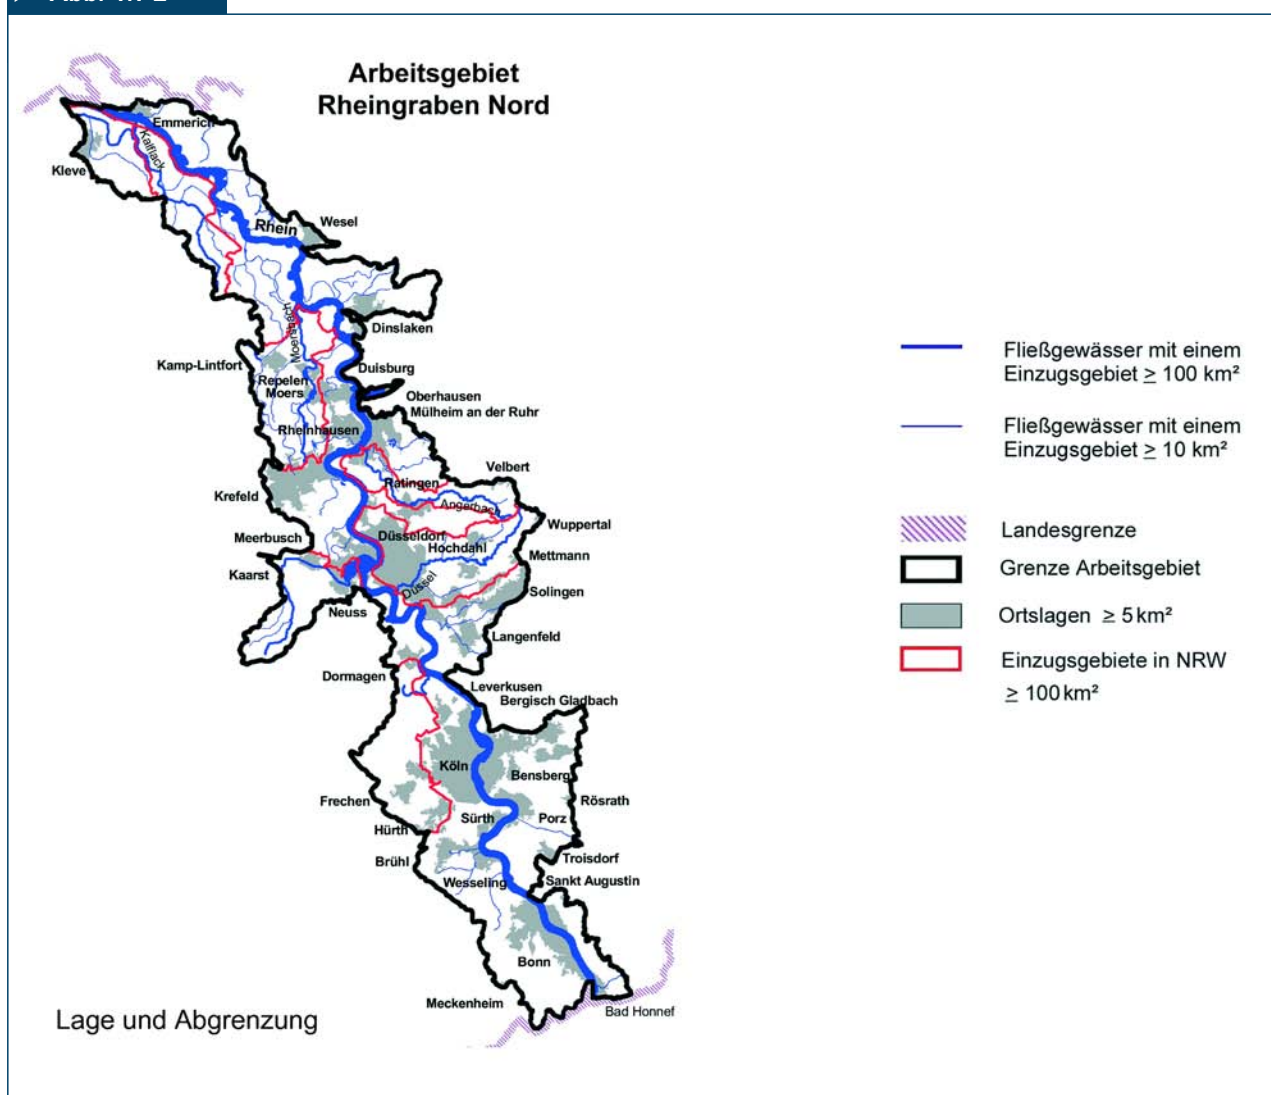 Arbeitsgebiet
Rheingraben Nord
Emmerich
Kalflack
Kleve
Wesel
Rhein
Moersbach
Dinslaken
Kamp-Lintfort
Duisburg
Repelen
Moers
Oberhausen
Mülheim an der Ruhr
Rheinhausen
Velbert
Ratingen
Krefeld
Angerbach
Wuppertal
Meerbusch
Düsseldorf
Hochdahl
Mettmann
Kaarst
Düssel
Solingen
Neuss
Langenfeld
Dormagen
Leverkusen
Bergisch Gladbach
Köln
Bensberg
Frechen
Rösrath
Sürth
Porz
Hürth
Brühl
Troisdorf
Wesseling
Sankt Augustin
Bonn
Meckenheim
Bad Honnef
Lage und Abgrenzung
Fließgewässer mit einem
Einzugsgebiet ≥ 100 km²
Fließgewässer mit einem
Einzugsgebiet ≥ 10 km²
Landesgrenze
Grenze Arbeitsgebiet
Ortslagen ≥ 5 km²
Einzugsgebiete in NRW
≥ 100 km²